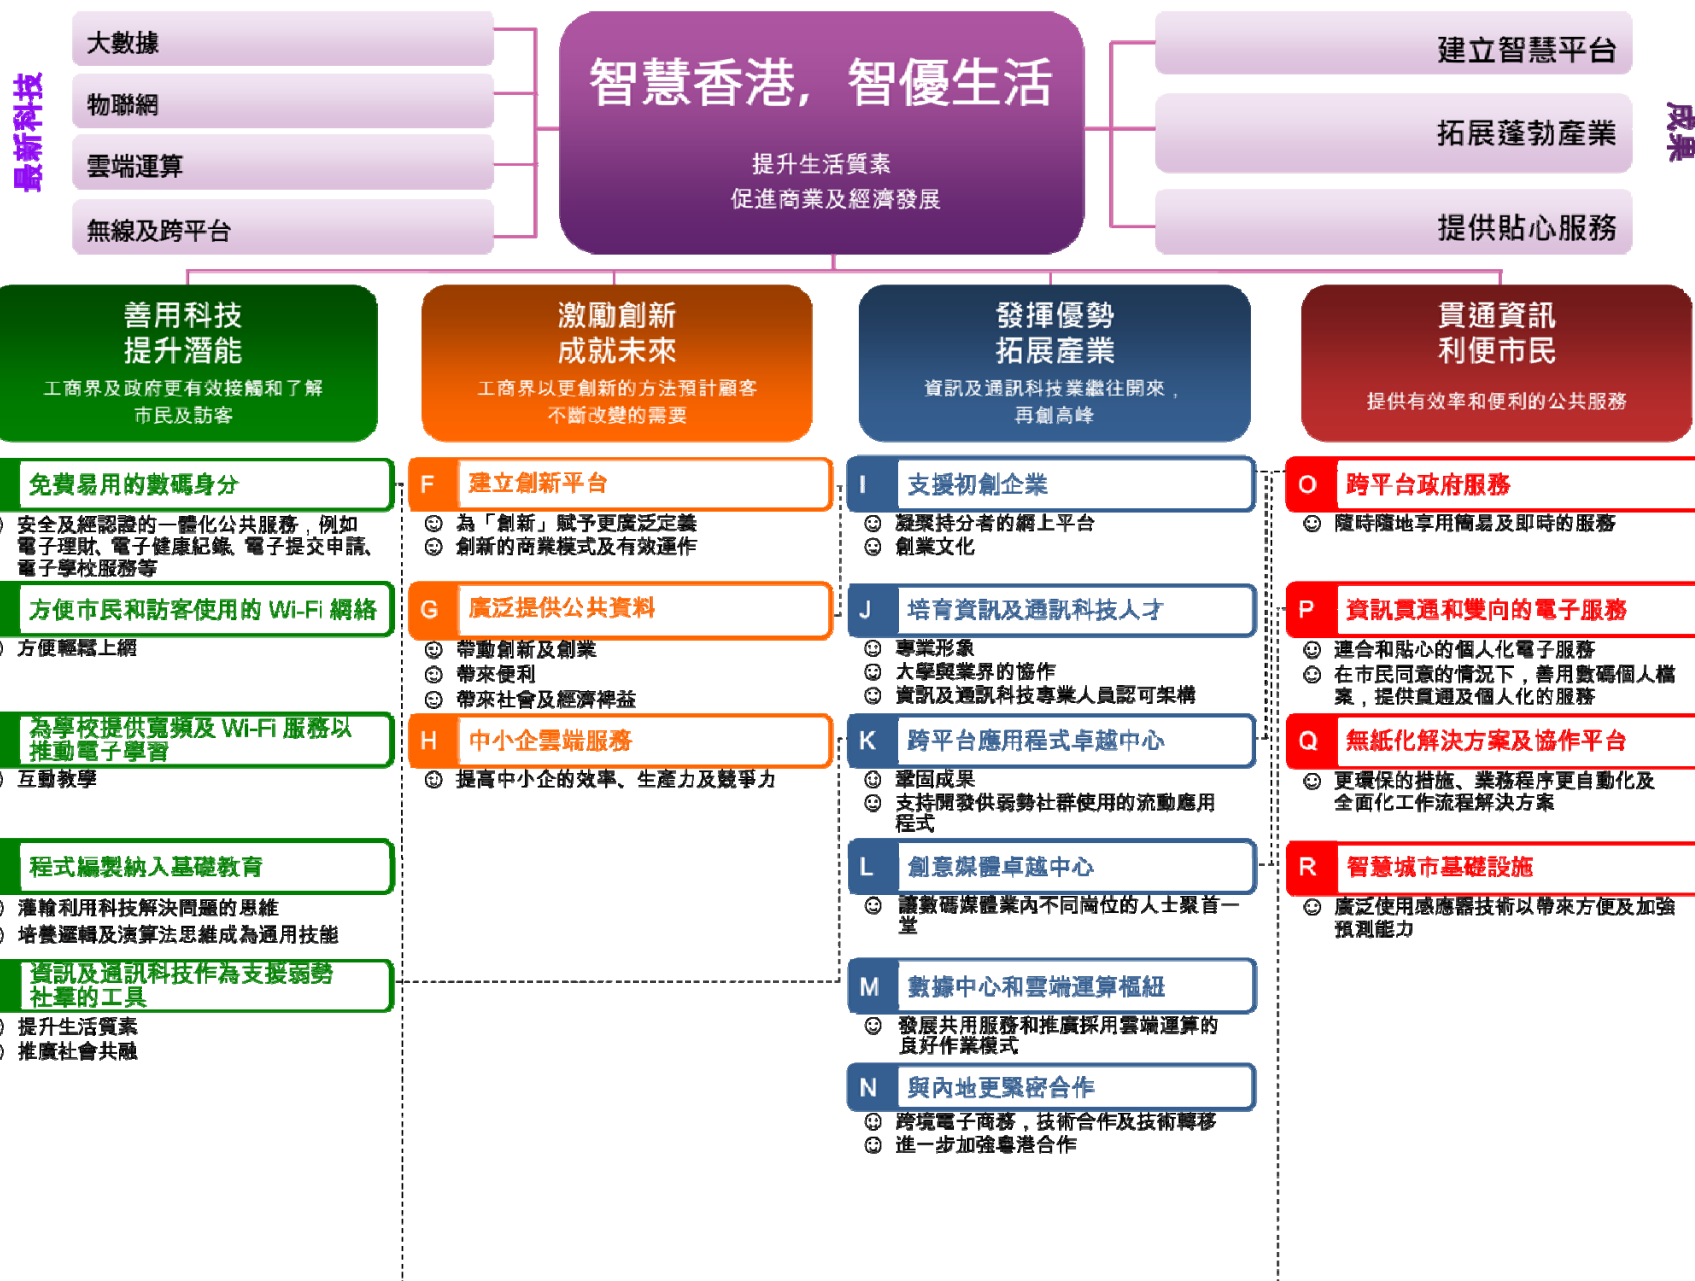 最新科技
大數據
物聯網
雲端運算
無線及跨平台
智慧香港，智優生活
提升生活質素
促進商業及經濟發展
成果
建立智慧平台
拓展蓬勃產業
提供貼心服務
善用科技
提升潛能
工商界及政府更有效接觸和了解
市民及訪客
免費易用的數碼身分
安全及經認證的一體化公共服務，例如
電子理財、電子健康紀錄、電子提交申請、
電子學校服務等
方便市民和訪客使用的 Wi-Fi 網絡
方便輕鬆上網
為學校提供寬頻及 Wi-Fi 服務以
推動電子學習
互動教學
程式編製納入基礎教育
灌輸利用科技解決問題的思維
培養邏輯及演算法思維成為通用技能
資訊及通訊科技作為支援弱勢
社羣的工具
提升生活質素
推廣社會共融
激勵創新
成就未來
工商界以更創新的方法預計顧客
不斷改變的需要
F 建立創新平台
為「創新」賦予更廣泛定義
創新的商業模式及有效運作
G 廣泛提供公共資料
帶動創新及創業
帶來便利
帶來社會及經濟裨益
H 中小企雲端服務
提高中小企的效率、生產力及競爭力
發揮優勢
拓展產業
資訊及通訊科技業繼往開來，
再創高峰
I 支援初創企業
凝聚持分者的網上平台
創業文化
J 培育資訊及通訊科技人才
專業形象
大學與業界的協作
資訊及通訊科技專業人員認可架構
K 跨平台應用程式卓越中心
鞏固成果
支持開發供弱勢社群使用的流動應用
程式
L 創意媒體卓越中心
讓數碼媒體業內不同崗位的人士聚首一
堂
M 數據中心和雲端運算樞紐
發展共用服務和推廣採用雲端運算的
良好作業模式
N 與內地更緊密合作
跨境電子商務，技術合作及技術轉移
進一步加強粵港合作
貫通資訊
利便市民
提供有效率和便利的公共服務
O 跨平台政府服務
隨時隨地享用簡易及即時的服務
P 資訊貫通和雙向的電子服務
連合和貼心的個人化電子服務
在市民同意的情況下，善用數碼個人檔
案，提供貫通及個人化的服務
Q 無紙化解決方案及協作平台
更環保的措施、業務程序更自動化及
全面化工作流程解決方案
R 智慧城市基礎設施
廣泛使用感應器技術以帶來方便及加強
預測能力